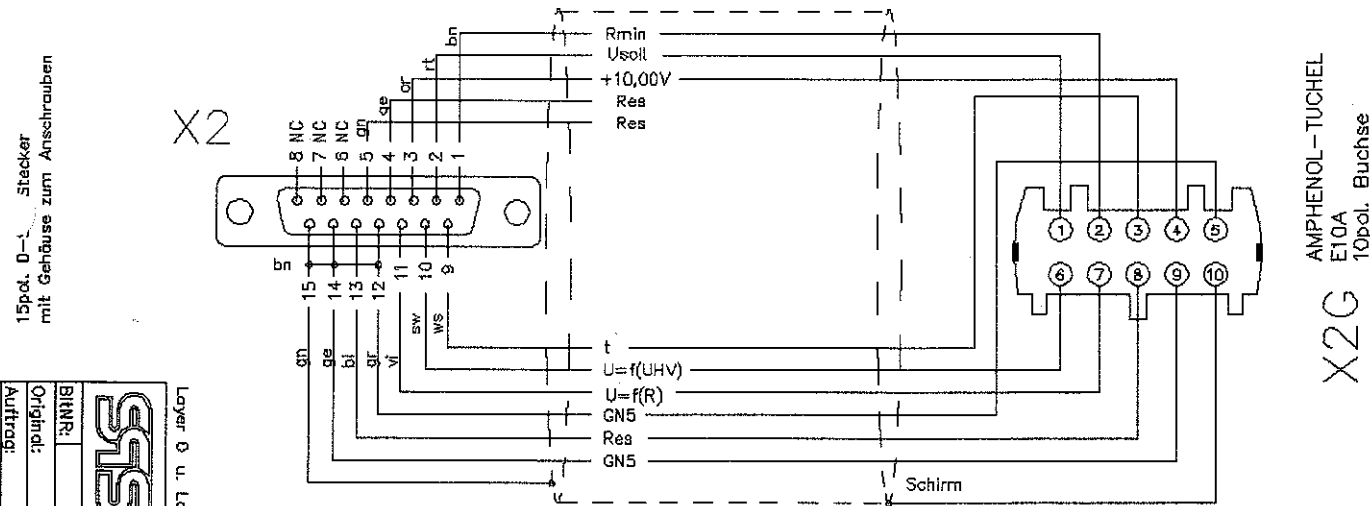 15pol. D- Stecker
mit Gehäuse zum Anschrauben
X2
8 NC
7 NC
6 NC
5 gn
4 ge
3 or
2 rt
1 bn
Rmin
Usoll
+10,00V
Res
Res
bn
15 gn
14 ge
13 bl
12 gr
11 vi
10 sw
9 ws
t
U=f(UHV)
U=f(R)
GN5
Res
GN5
Schirm
1 2 3 4 5
6 7 8 9 10
AMPHENOL-TUCHEL
E10A
10pol. Buchse
X2G
Layer 0 u. La
BltNR:
Original:
Auftrag: